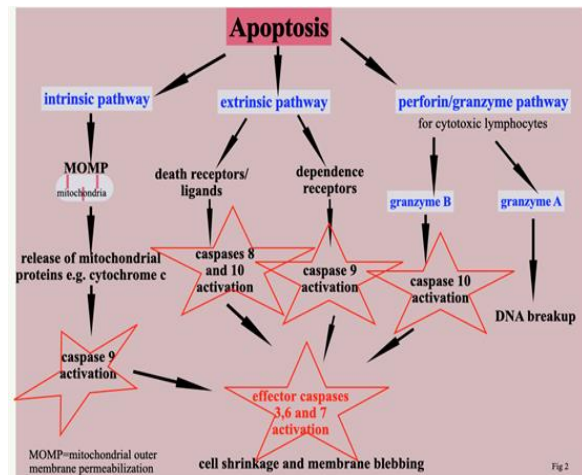 Apoptosis
intrinsic pathway
extrinsic pathway
perforin/granzyme pathway
for cytotoxic lymphocytes
MOMP
mitochondria
death receptors/
ligands
dependence
receptors
granzyme B
granzyme A
release of mitochondrial
proteins e.g. cytochrome c
caspases 8
and 10
activation
caspase 9
activation
caspase 10
activation
DNA breakup
caspase 9
activation
effector caspases
3,6 and 7
activation
cell shrinkage and membrane blebbing
MOMP=mitochondrial outer
membrane permeabilization
Fig 2